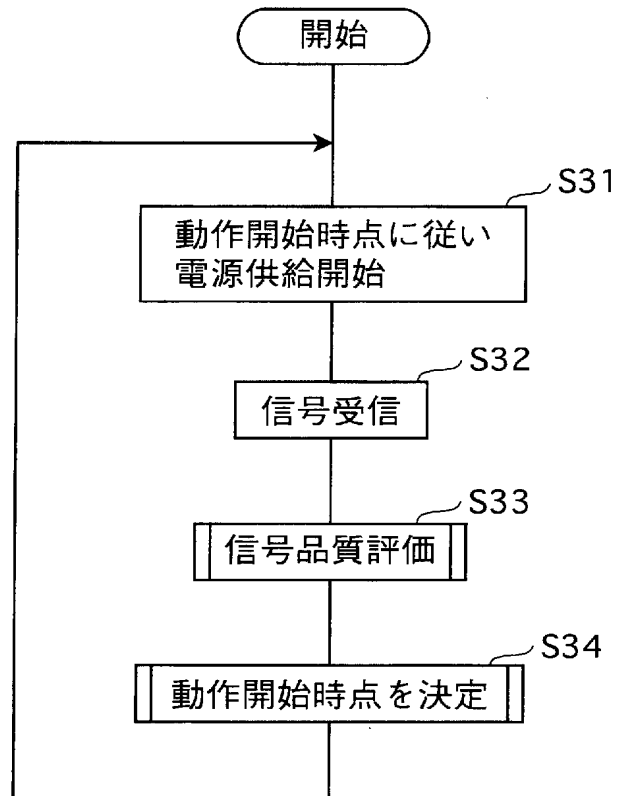 開始
S31
動作開始時点に従い
電源供給開始
S32
信号受信
S33
信号品質評価
S34
動作開始時点を決定